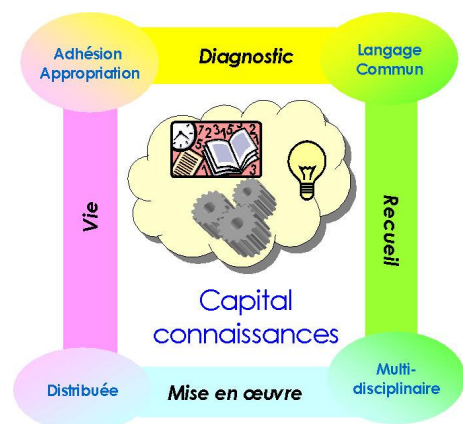 Adhésion
Appropriation
Diagnostic
Langage
Commun
Vie
Recueil
Capital
connaissances
Distribuée
Mise en œuvre
Multi-
disciplinaire